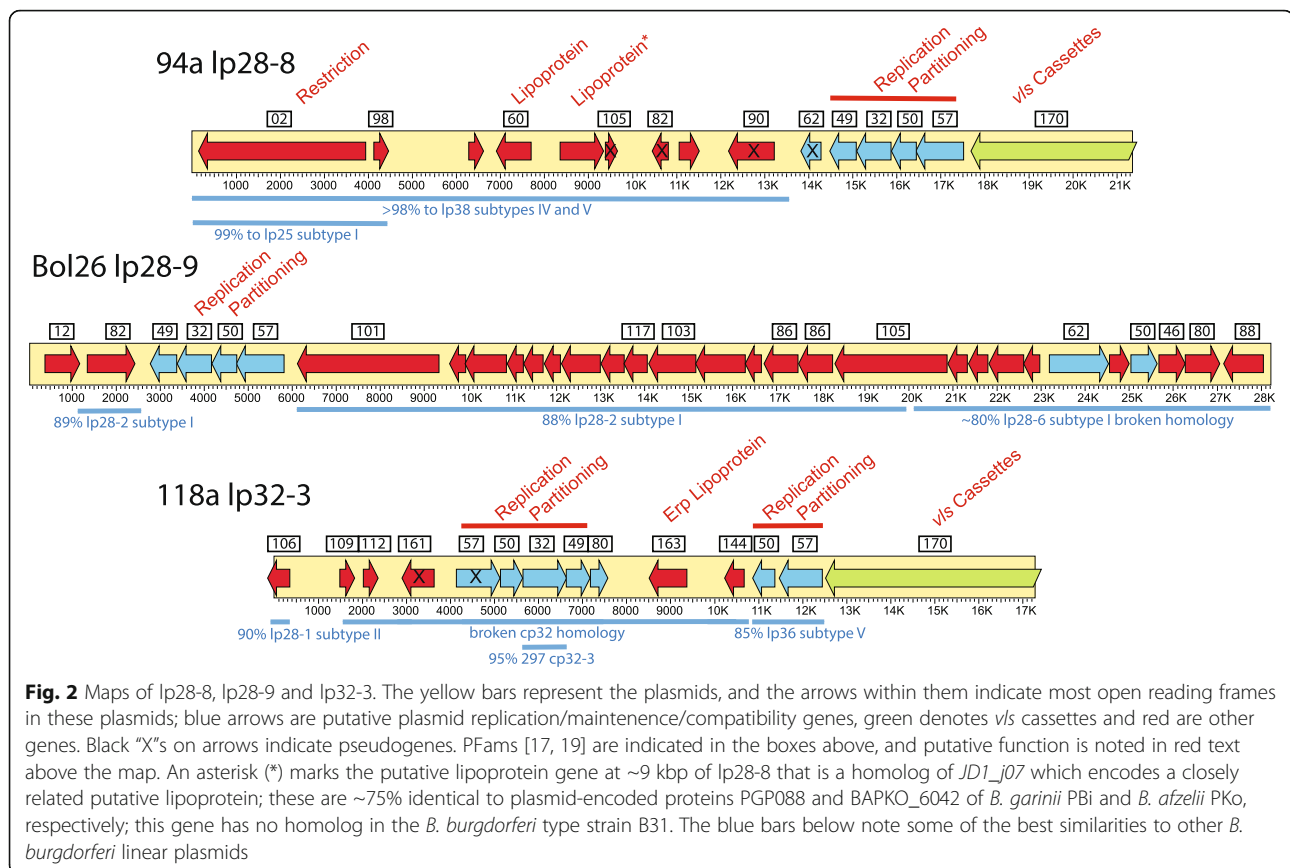 94a lp28-8
Restriction
Lipoprotein
Lipoprotein*
Replication
Partitioning
vls Cassettes
02 98 60 105 82 90 62 49 32 50 57 170
X X X X
1000 2000 3000 4000 5000 6000 7000 8000 9000 10K 11K 12K 13K 14K 15K 16K 17K 18K 19K 20K 21K
>98% to lp38 subtypes IV and V
99% to lp25 subtype I
Bol26 lp28-9
Replication
Partitioning
12 82 49 32 50 57 101 117 103 86 86 105 62 50 46 80 88
1000 2000 3000 4000 5000 6000 7000 8000 9000 10K 11K 12K 13K 14K 15K 16K 17K 18K 19K 20K 21K 22K 23K 24K 25K 26K 27K 28K
89% lp28-2 subtype I
88% lp28-2 subtype I
~80% lp28-6 subtype I broken homology
118a lp32-3
Replication
Partitioning
Erp Lipoprotein
Replication
Partitioning
vls Cassettes
106 109 112 161 57 50 32 49 80 163 144 50 57 170
X X
1000 2000 3000 4000 5000 6000 7000 8000 9000 10K 11K 12K 13K 14K 15K 16K 17K
90% lp28-1 subtype II
broken cp32 homology
85% lp36 subtype V
95% 297 cp32-3
Fig. 2 Maps of lp28-8, lp28-9 and lp32-3. The yellow bars represent the plasmids, and the arrows within them indicate most open reading frames
in these plasmids; blue arrows are putative plasmid replication/maintenence/compatibility genes, green denotes vls cassettes and red are other
genes. Black “X”s on arrows indicate pseudogenes. PFams [17, 19] are indicated in the boxes above, and putative function is noted in red text
above the map. An asterisk (*) marks the putative lipoprotein gene at ~9 kbp of lp28-8 that is a homolog of JD1_j07 which encodes a closely
related putative lipoprotein; these are ~75% identical to plasmid-encoded proteins PGP088 and BAPKO_6042 of B. garinii PBi and B. afzelii PKo,
respectively; this gene has no homolog in the B. burgdorferi type strain B31. The blue bars below note some of the best similarities to other B.
burgdorferi linear plasmids